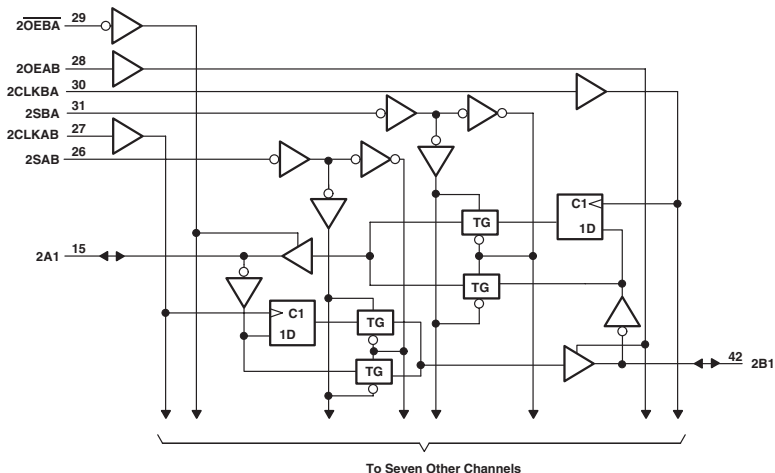 2OEBA 29
2OEAB 28
2CLKBA 30
2SBA 31
2CLKAB 27
2SAB 26
TG
C1
1D
2A1 15
TG
C1
1D
TG
TG
42 2B1
To Seven Other Channels